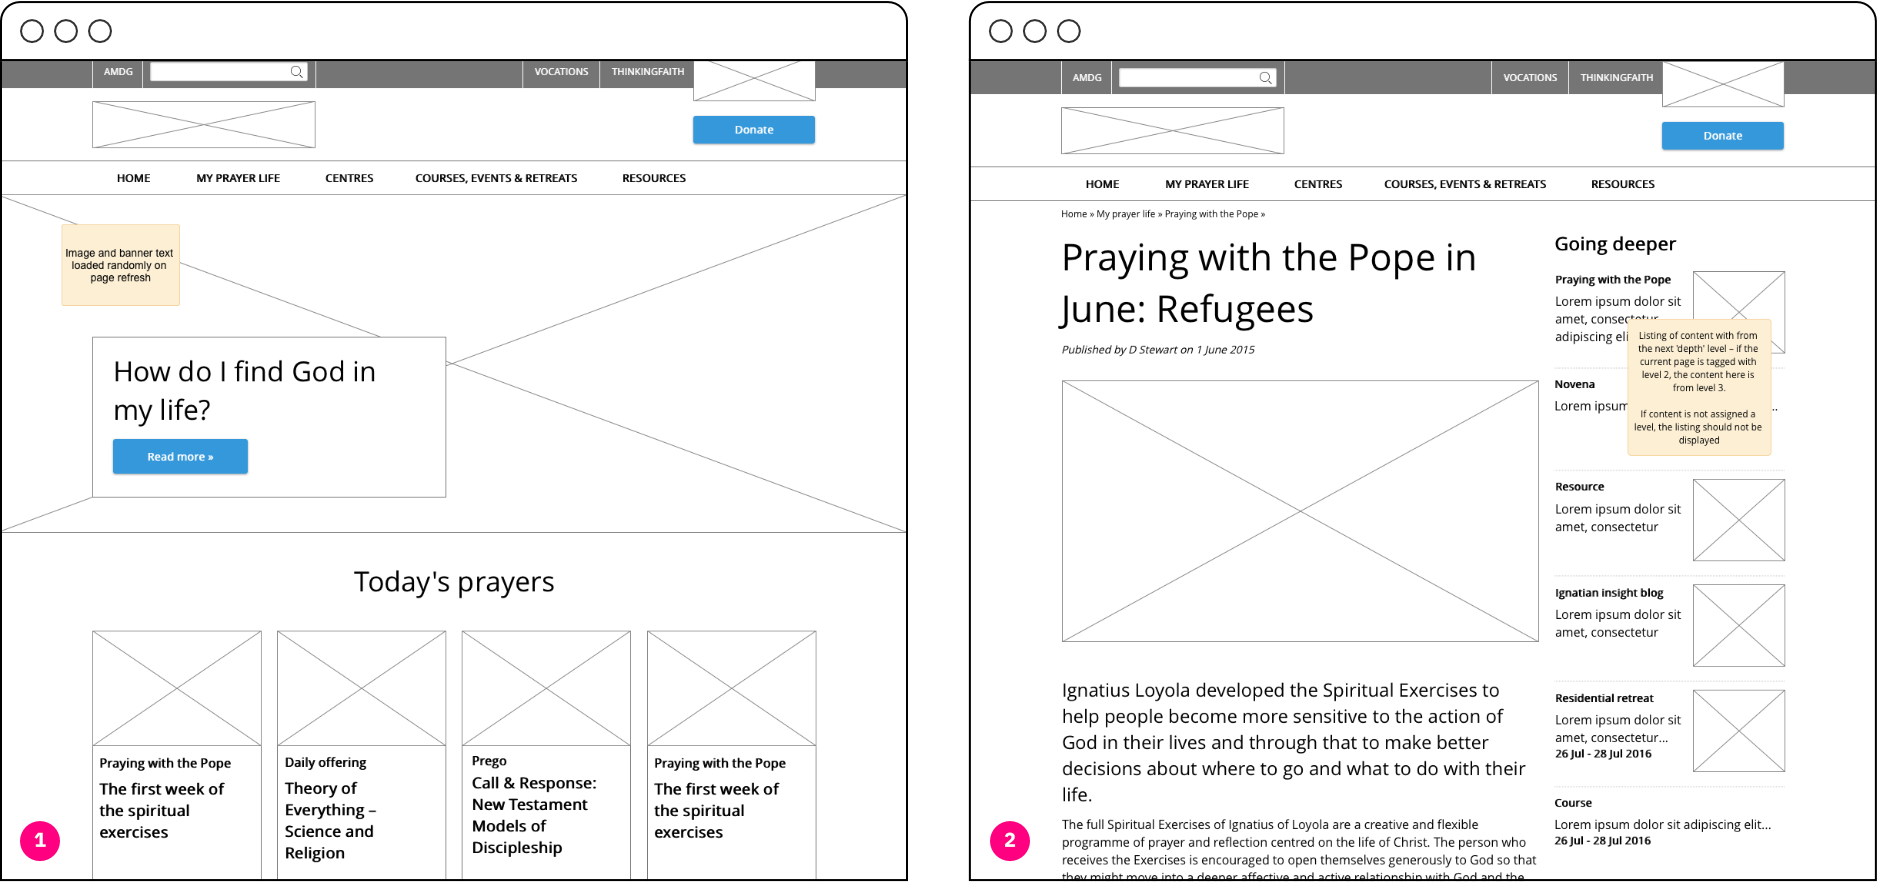 AMDG
VOCATIONS
THINKINGFAITH
Donate
HOME
MY PRAYER LIFE
CENTRES
COURSES, EVENTS & RETREATS
RESOURCES
Image and banner text
loaded randomly on
page refresh
How do I find God in
my life?
Read more »
Today's prayers
Praying with the Pope
The first week of
the spiritual
exercises
Daily offering
Theory of
Everything –
Science and
Religion
Prego
Call & Response:
New Testament
Models of
Discipleship
Praying with the Pope
The first week of
the spiritual
exercises
1
AMDG
VOCATIONS
THINKINGFAITH
Donate
HOME
MY PRAYER LIFE
CENTRES
COURSES, EVENTS & RETREATS
RESOURCES
Home » My prayer life » Praying with the Pope »
Praying with the Pope in
June: Refugees
Published by D Stewart on 1 June 2015
Ignatius Loyola developed the Spiritual Exercises to
help people become more sensitive to the action of
God in their lives and through that to make better
decisions about where to go and what to do with their
life.
The full Spiritual Exercises of Ignatius of Loyola are a creative and flexible
programme of prayer and reflection centred on the life of Christ. The person who
receives the Exercises is encouraged to open themselves generously to God so that
they might move into a deeper affective and active relationship with God and the
Going deeper
Praying with the Pope
Lorem ipsum dolor sit
amet, consectetur
adipiscing eli
Listing of content with from
the next 'depth' level – if the
current page is tagged with
level 2, the content here is
from level 3.
If content is not assigned a
level, the listing should not be
displayed
Novena
Lorem ipsum ...
Resource
Lorem ipsum dolor sit
amet, consectetur
Ignatian insight blog
Lorem ipsum dolor sit
amet, consectetur
Residential retreat
Lorem ipsum dolor sit
amet, consectetur...
26 Jul - 28 Jul 2016
Course
Lorem ipsum dolor sit adipiscing elit...
26 Jul - 28 Jul 2016
2